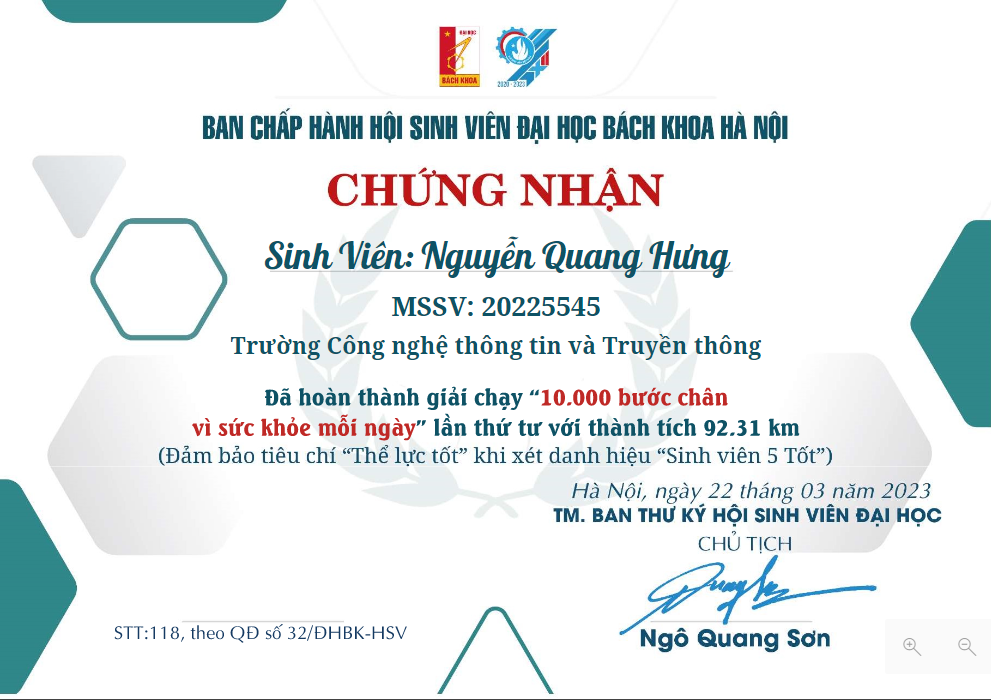 ĐẠI HỌC
BÁCH KHOA
2020 - 2023
BAN CHẤP HÀNH HỘI SINH VIÊN ĐẠI HỌC BÁCH KHOA HÀ NỘI
CHỨNG NHẬN
Sinh Viên: Nguyễn Quang Hưng
MSSV: 20225545
Trường Công nghệ thông tin và Truyền thông
Đã hoàn thành giải chạy “10.000 bước chân
vì sức khỏe mỗi ngày” lần thứ tư với thành tích 92.31 km
(Đảm bảo tiêu chí “Thể lực tốt” khi xét danh hiệu “Sinh viên 5 Tốt”)
Hà Nội, ngày 22 tháng 03 năm 2023
TM. BAN THƯ KÝ HỘI SINH VIÊN ĐẠI HỌC
CHỦ TỊCH
Ngô Quang Sơn
STT:118, theo QĐ số 32/ĐHBK-HSV